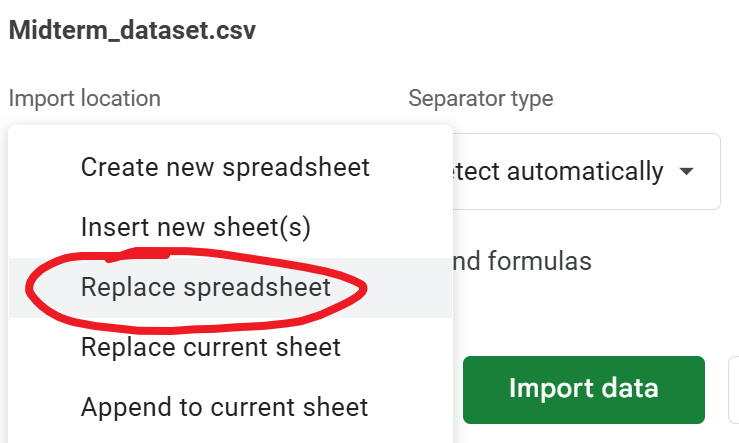 Midterm_dataset.csv
Import location
Separator type
Create new spreadsheet
etect automatically
Insert new sheet(s)
nd formulas
Replace spreadsheet
Replace current sheet
Import data
Append to current sheet